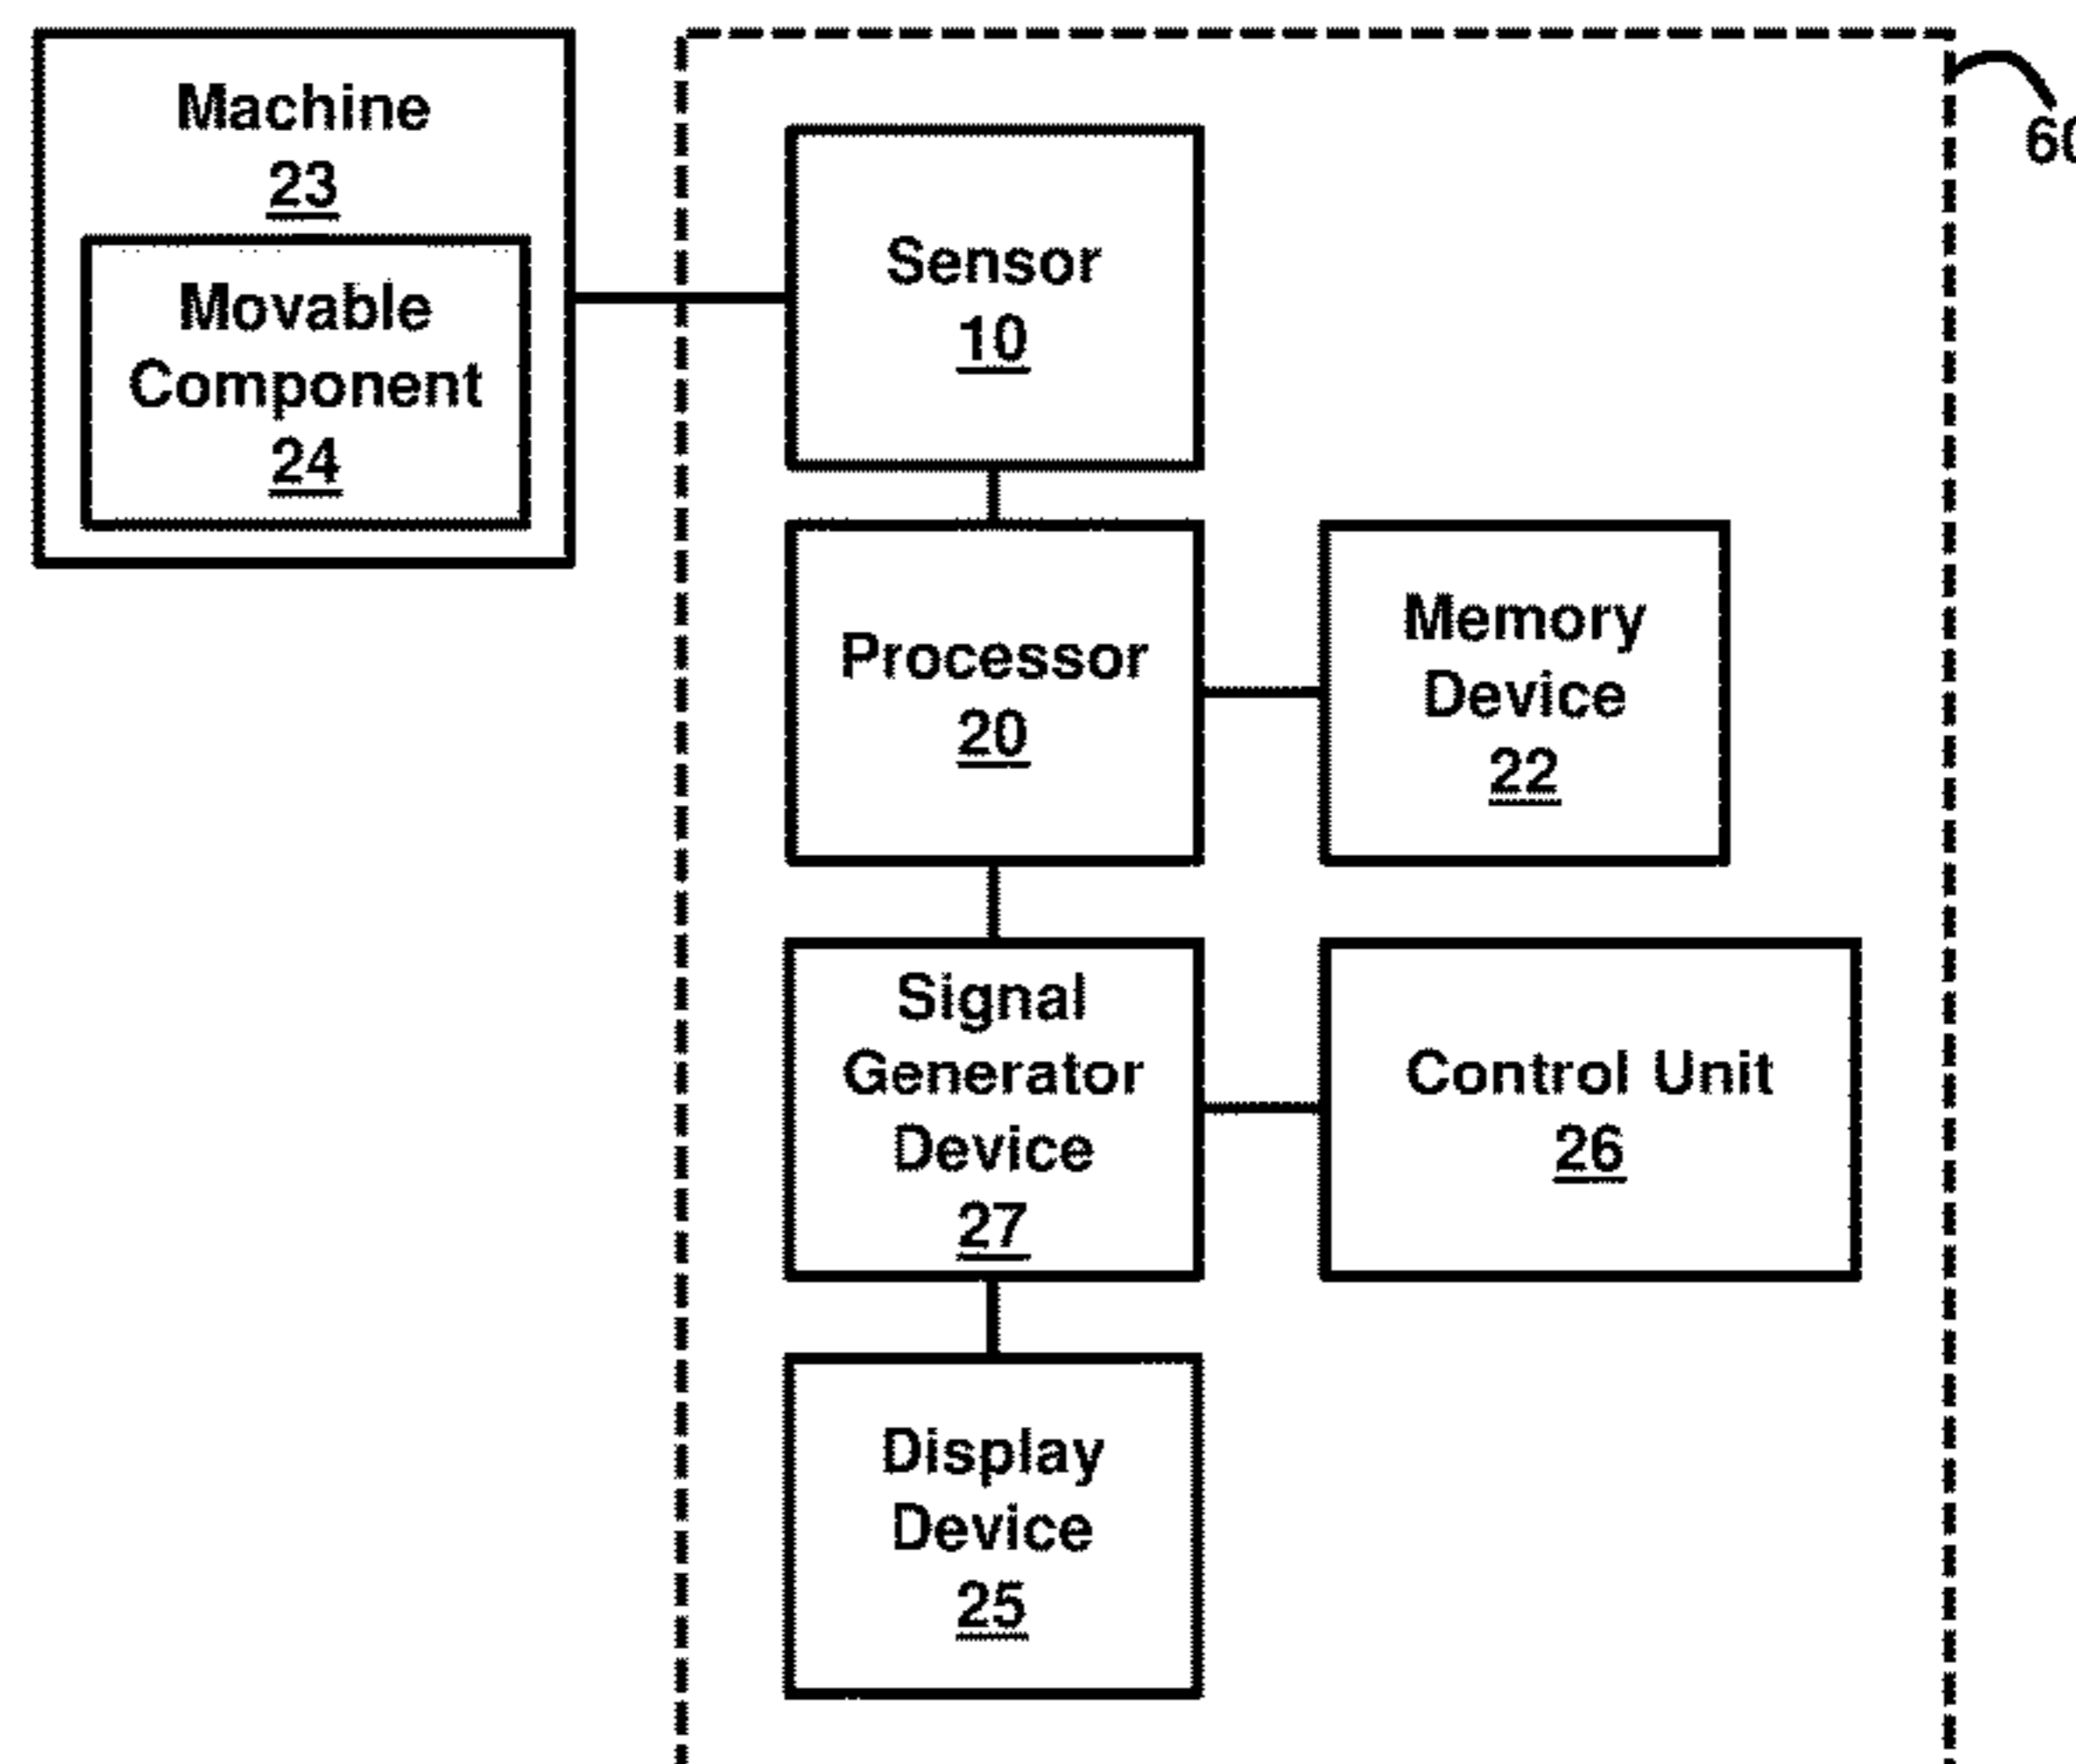 Machine
23
Movable
Component
24
Sensor
10
Processor
20
Memory
Device
22
Signal
Generator
Device
27
Control Unit
26
Display
Device
25